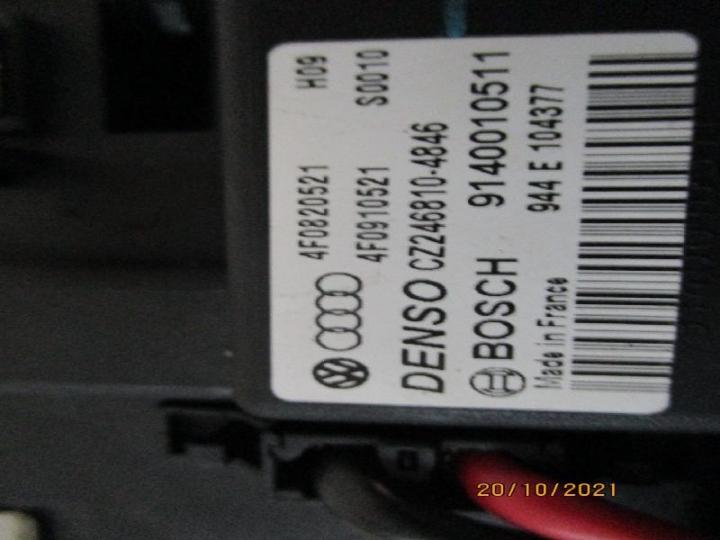 4F0820521 H09
4F0910521 S0010
DENSO CZ246810-4846
BOSCH 9140010511
Made in France 944 E 104377
20/10/2021